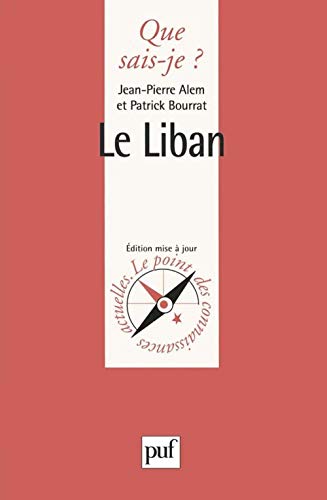 Que
sais-je ?
Jean-Pierre Alem
et Patrick Bourrat
Le Liban
Édition mise à jour
Le point des connaissances actuelles.
puf